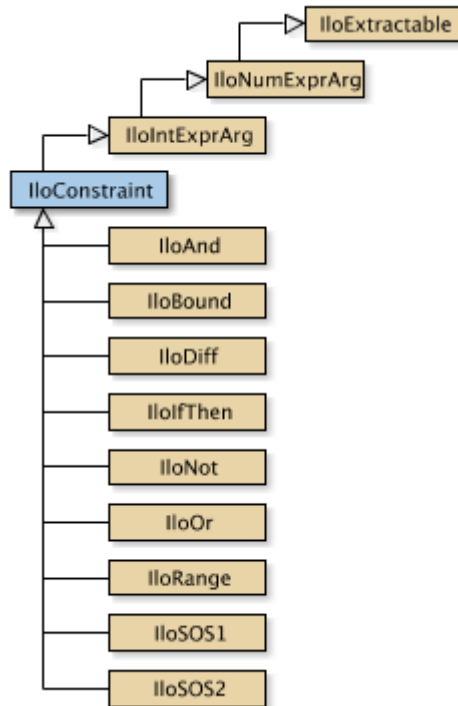 IloExtractable
IloNumExprArg
IloIntExprArg
IloConstraint
IloAnd
IloBound
IloDiff
IloIfThen
IloNot
IloOr
IloRange
IloSOS1
IloSOS2